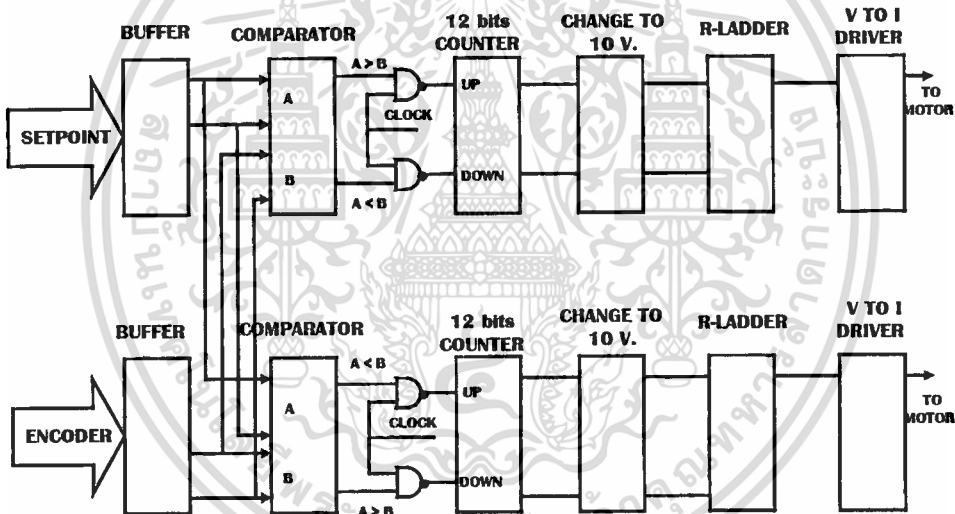 BUFFER
COMPARATOR
12 bits
COUNTER
CHANGE TO
10 V.
R-LADDER
V TO I
DRIVER
SETPOINT
A
B
A > B
CLOCK
A < B
UP
DOWN
TO
MOTOR
BUFFER
COMPARATOR
12 bits
COUNTER
CHANGE TO
10 V.
R-LADDER
V TO I
DRIVER
ENCODER
A
B
A < B
CLOCK
A > B
UP
DOWN
TO
MOTOR